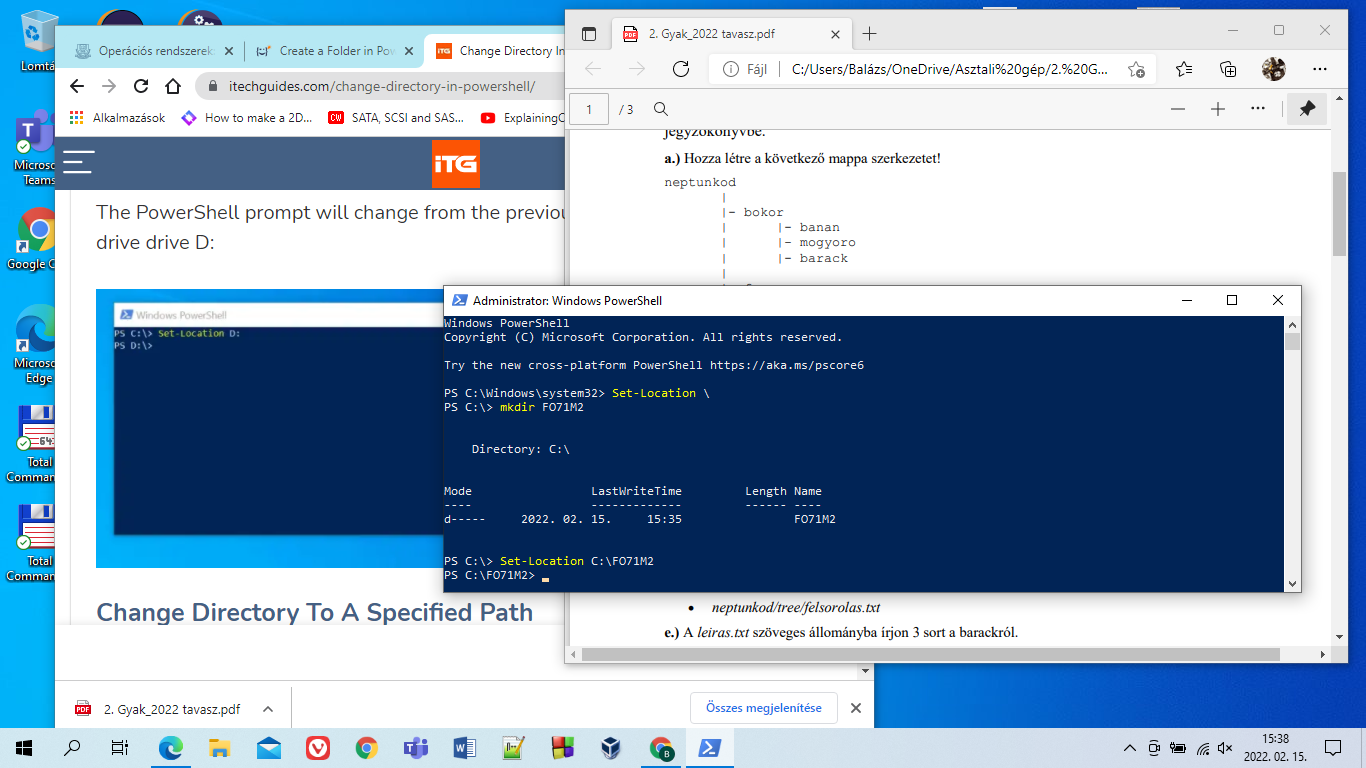 Lomtá
Microso
Teams
Google C
Microso
Edge
Total
Comman
Total
Comman
Operációs rendszerek
Create a Folder in Pow
Change Directory In
itechguides.com/change-directory-in-powershell/
Alkalmazások
How to make a 2D...
CW
SATA, SCSI and SAS...
ExplainingC
iTG
The PowerShell prompt will change from the previou
drive drive D:
Windows PowerShell
PS C:\> Set-Location D:
PS D:\>
Change Directory To A Specified Path
2. Gyak_2022 tavasz.pdf
Összes megjelenítése
2. Gyak_2022 tavasz.pdf
Fájl
C:/Users/Balázs/OneDrive/Asztali%20gép/2.%20G...
1 / 3
jegyzőkönyvbe.
a.) Hozza létre a következő mappa szerkezetet!
neptunkod
|
|- bokor
| |- banan
| |- mogyoro
| |- barack
|
Administrator: Windows PowerShell
Windows PowerShell
Copyright (C) Microsoft Corporation. All rights reserved.
Try the new cross-platform PowerShell https://aka.ms/pscore6
PS C:\Windows\system32> Set-Location \
PS C:\> mkdir FO71M2
Directory: C:\
Mode LastWriteTime Length Name
---- ------------- ------ ----
d----- 2022. 02. 15. 15:35 FO71M2
PS C:\> Set-Location C:\FO71M2
PS C:\FO71M2>
• neptunkod/tree/felsorolas.txt
e.) A leiras.txt szöveges állományba írjon 3 sort a barackról.
15:38
2022. 02. 15.